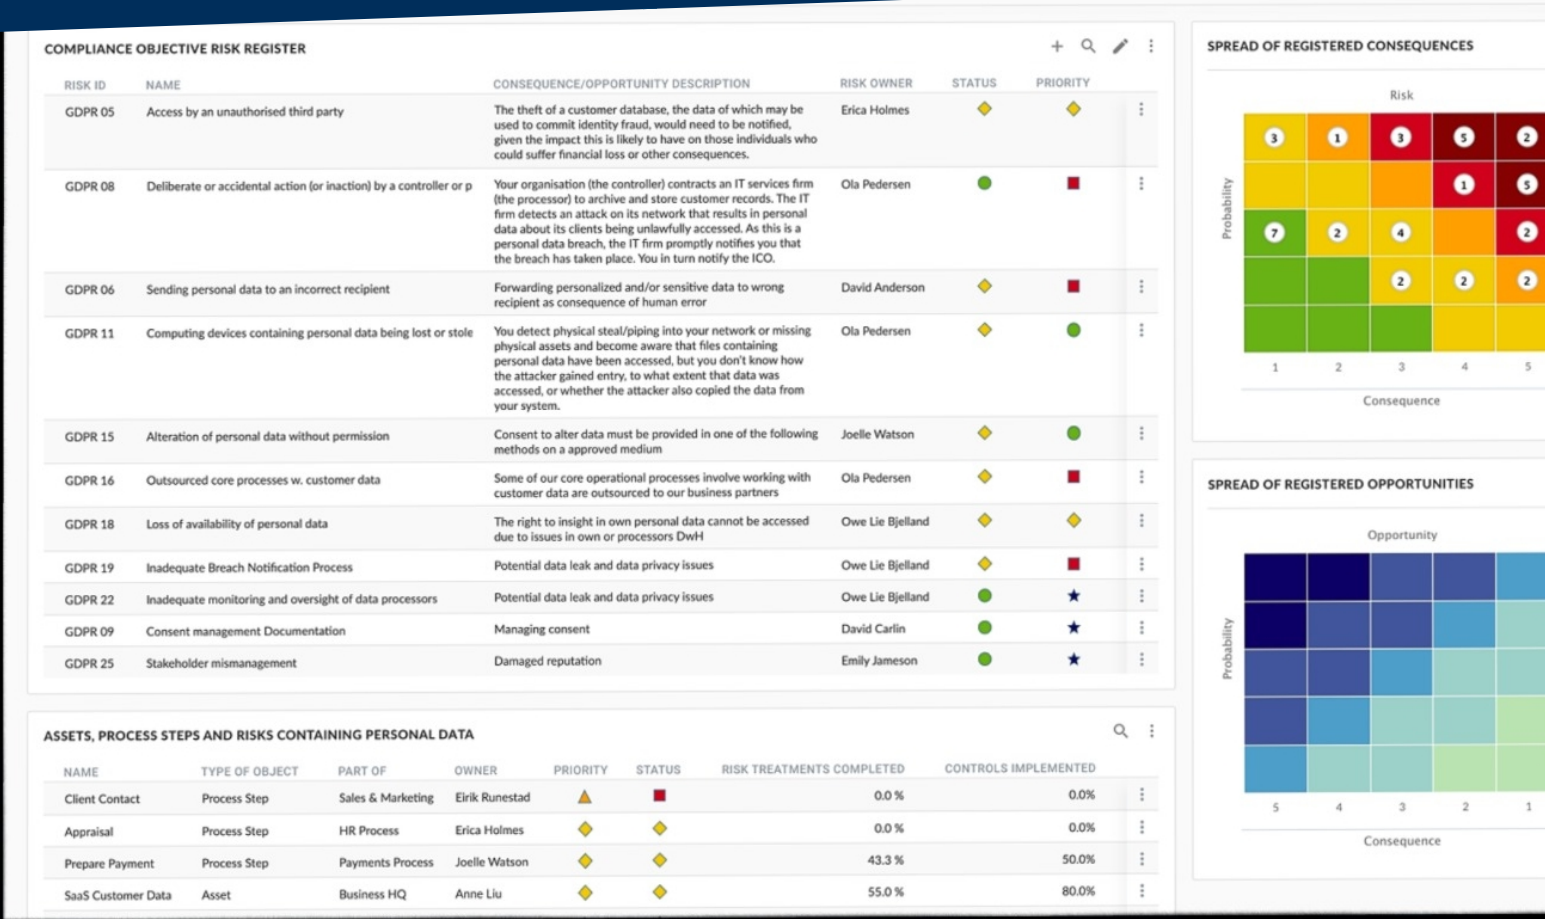 COMPLIANCE OBJECTIVE RISK REGISTER
RISK ID NAME CONSEQUENCE/OPPORTUNITY DESCRIPTION RISK OWNER STATUS PRIORITY
GDPR 05 Access by an unauthorised third party The theft of a customer database, the data of which may be Erica Holmes
used to commit identity fraud, would need to be notified,
given the impact this is likely to have on those individuals who
could suffer financial loss or other consequences.
GDPR 08 Deliberate or accidental action (or inaction) by a controller or p Your organisation (the controller) contracts an IT services firm Ola Pedersen
(the processor) to archive and store customer records. The IT
firm detects an attack on its network that results in personal
data about its clients being unlawfully accessed. As this is a
personal data breach, the IT firm promptly notifies you that
the breach has taken place. You in turn notify the ICO.
GDPR 06 Sending personal data to an incorrect recipient Forwarding personalized and/or sensitive data to wrong David Anderson
recipient as consequence of human error
GDPR 11 Computing devices containing personal data being lost or stole You detect physical steal/piping into your network or missing Ola Pedersen
physical assets and become aware that files containing
personal data have been accessed, but you don't know how
the attacker gained entry, to what extent that data was
accessed, or whether the attacker also copied the data from
your system.
GDPR 15 Alteration of personal data without permission Consent to alter data must be provided in one of the following Joelle Watson
methods on a approved medium
GDPR 16 Outsourced core processes w. customer data Some of our core operational processes involve working with Ola Pedersen
customer data are outsourced to our business partners
GDPR 18 Loss of availability of personal data The right to insight in own personal data cannot be accessed Owe Lie Bjelland
due to issues in own or processors DwH
GDPR 19 Inadequate Breach Notification Process Potential data leak and data privacy issues Owe Lie Bjelland
GDPR 22 Inadequate monitoring and oversight of data processors Potential data leak and data privacy issues Owe Lie Bjelland
GDPR 09 Consent management Documentation Managing consent David Carlin
GDPR 25 Stakeholder mismanagement Damaged reputation Emily Jameson
ASSETS, PROCESS STEPS AND RISKS CONTAINING PERSONAL DATA
NAME TYPE OF OBJECT PART OF OWNER PRIORITY STATUS RISK TREATMENTS COMPLETED CONTROLS IMPLEMENTED
Client Contact Process Step Sales & Marketing Eirik Runestad 0.0 % 0.0%
Appraisal Process Step HR Process Erica Holmes 0.0 % 0.0%
Prepare Payment Process Step Payments Process Joelle Watson 43.3 % 50.0%
SaaS Customer Data Asset Business HQ Anne Liu 55.0 % 80.0%
SPREAD OF REGISTERED CONSEQUENCES
Risk
Probability
3 1 3 5 2
1 5
7 2 4 2
2 2 2
1 2 3 4 5
Consequence
SPREAD OF REGISTERED OPPORTUNITIES
Opportunity
Probability
5 4 3 2 1
Consequence